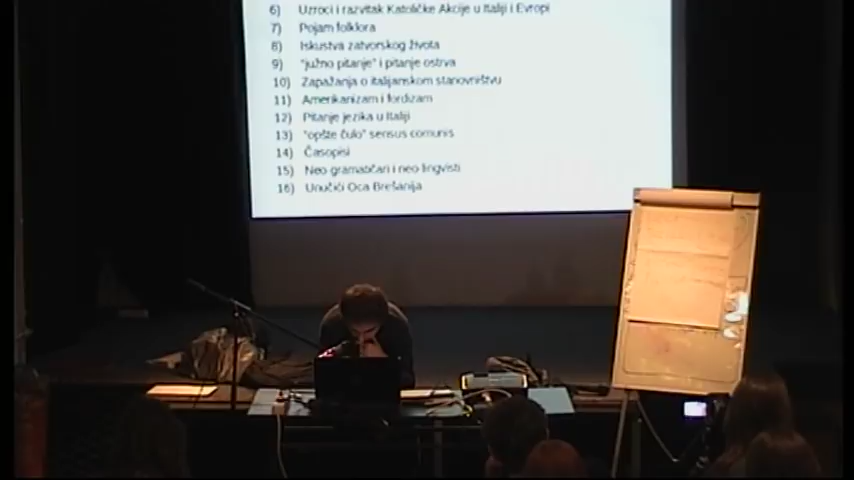 6) Uzroci i razvitak Katoličke Akcije u Italiji i Evropi
7) Pojam folklora
8) Iskustva zatvorskog života
9) "južno pitanje" i pitanje ostrva
10) Zapažanja o italijanskom stanovništvu
11) Amerikanizam i fordizam
12) Pitanje jezika u Italiji
13) "opšte čulo" sensus comunis
14) Časopisi
15) Neo gramatičari i neo lingvisti
16) Unučići Oca Brešanija